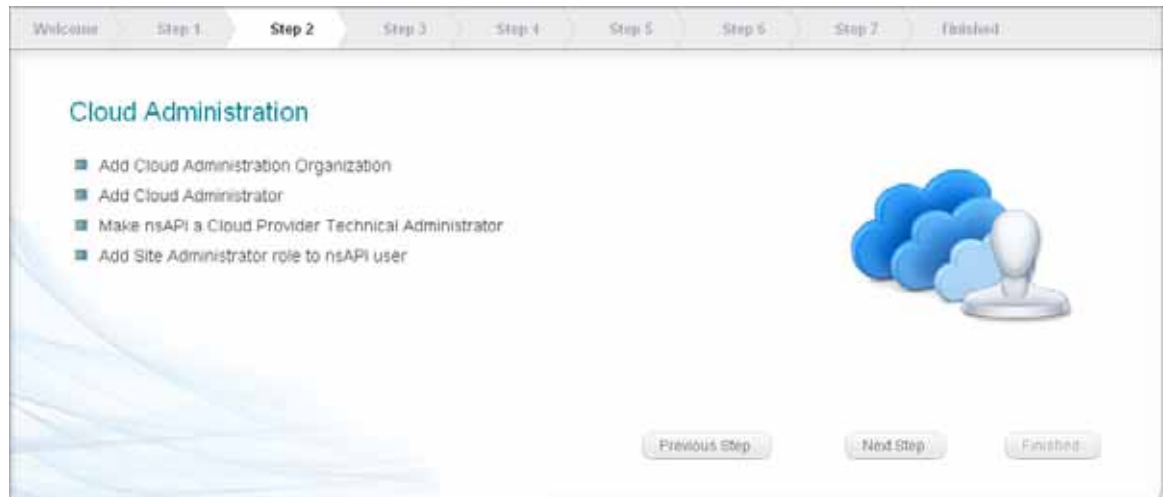 Welcome Step 1 Step 2 Step 3 Step 4 Step 5 Step 6 Step 7 Finished
Cloud Administration
Add Cloud Administration Organization
Add Cloud Administrator
Make nsAPI a Cloud Provider Technical Administrator
Add Site Administrator role to nsAPI user
Previous Step Next Step Finished